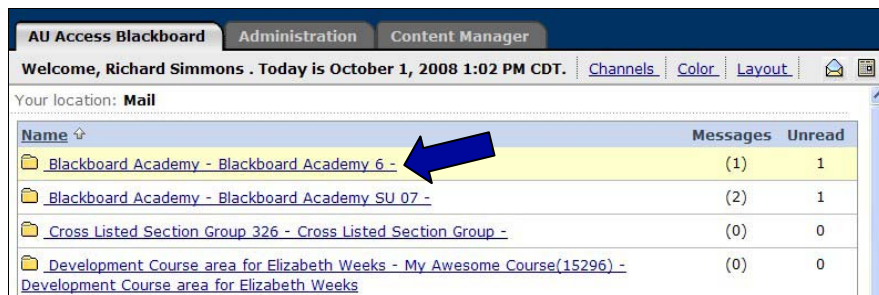 AU Access Blackboard Administration Content Manager
Welcome, Richard Simmons . Today is October 1, 2008 1:02 PM CDT. Channels Color Layout
Your location: Mail
Name Messages Unread
Blackboard Academy - Blackboard Academy 6 - (1) 1
Blackboard Academy - Blackboard Academy SU 07 - (2) 1
Cross Listed Section Group 326 - Cross Listed Section Group - (0) 0
Development Course area for Elizabeth Weeks - My Awesome Course(15296) - (0) 0
Development Course area for Elizabeth Weeks